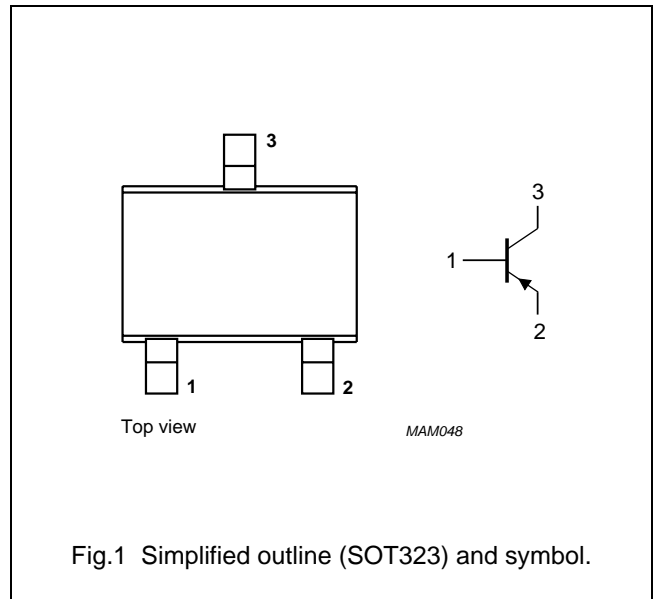 3
1
2
Top view
MAM048
3
1
2
Fig.1 Simplified outline (SOT323) and symbol.